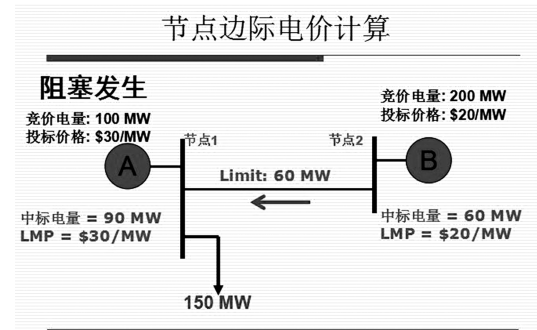 节点边际电价计算
阻塞发生
竞价电量: 100 MW
投标价格: $30/MW
竞价电量: 200 MW
投标价格: $20/MW
节点1
节点2
A
B
Limit: 60 MW
中标电量 = 90 MW
LMP = $30/MW
中标电量 = 60 MW
LMP = $20/MW
150 MW